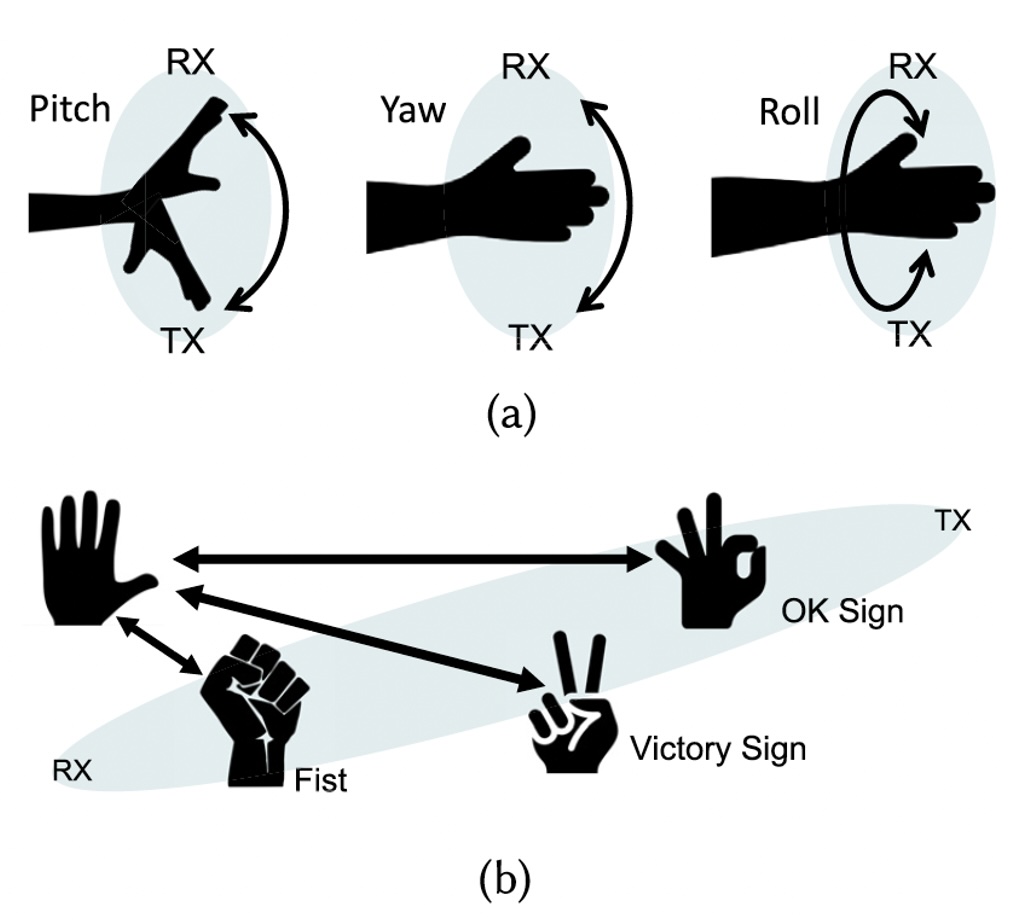 RX
Pitch
TX
RX
Yaw
TX
RX
Roll
TX
(a)
TX
OK Sign
Victory Sign
RX
Fist
(b)